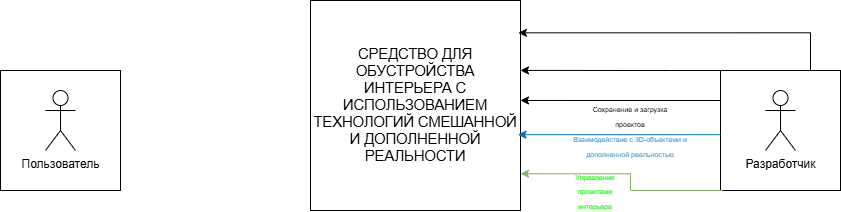 СРЕДСТВО ДЛЯ
ОБУСТРОЙСТВА
ИНТЕРЬЕРА С
ИСПОЛЬЗОВАНИЕМ
ТЕХНОЛОГИЙ СМЕШАННОЙ
И ДОПОЛНЕННОЙ
РЕАЛЬНОСТИ
Пользователь
Сохранение и загрузка
проектов
Взаимодействие с 3D-объектами и
дополненной реальностью
Управление
проектами
интерьера
Разработчик